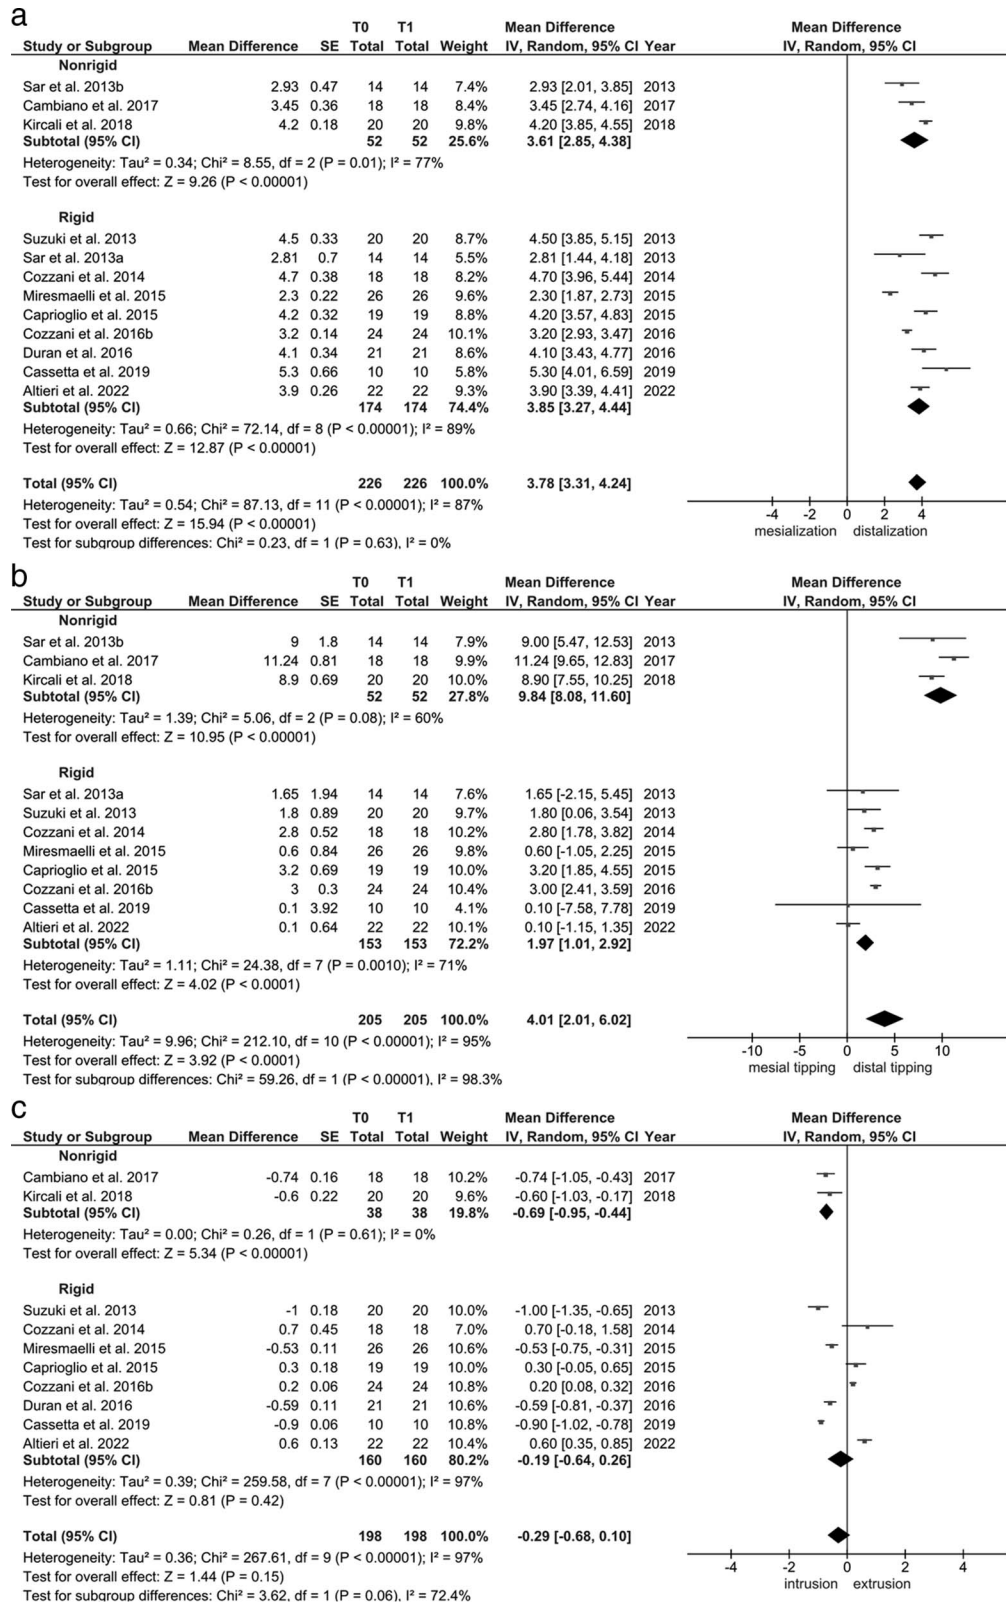 a
T0 T1 Mean Difference Mean Difference
Study or Subgroup Mean Difference SE Total Total Weight IV, Random, 95% CI Year IV, Random, 95% CI
Nonrigid
Sar et al. 2013b 2.93 0.47 14 14 7.4% 2.93 [2.01, 3.85] 2013
Cambiano et al. 2017 3.45 0.36 18 18 8.4% 3.45 [2.74, 4.16] 2017
Kircali et al. 2018 4.2 0.18 20 20 9.8% 4.20 [3.85, 4.55] 2018
Subtotal (95% CI) 52 52 25.6% 3.61 [2.85, 4.38]
Heterogeneity: Tau² = 0.34; Chi² = 8.55, df = 2 (P = 0.01); I² = 77%
Test for overall effect: Z = 9.26 (P < 0.00001)
Rigid
Suzuki et al. 2013 4.5 0.33 20 20 8.7% 4.50 [3.85, 5.15] 2013
Sar et al. 2013a 2.81 0.7 14 14 5.5% 2.81 [1.44, 4.18] 2013
Cozzani et al. 2014 4.7 0.38 18 18 8.2% 4.70 [3.96, 5.44] 2014
Miresmaelli et al. 2015 2.3 0.22 26 26 9.6% 2.30 [1.87, 2.73] 2015
Caprioglio et al. 2015 4.2 0.32 19 19 8.8% 4.20 [3.57, 4.83] 2015
Cozzani et al. 2016b 3.2 0.14 24 24 10.1% 3.20 [2.93, 3.47] 2016
Duran et al. 2016 4.1 0.34 21 21 8.6% 4.10 [3.43, 4.77] 2016
Cassetta et al. 2019 5.3 0.66 10 10 5.8% 5.30 [4.01, 6.59] 2019
Altieri et al. 2022 3.9 0.26 22 22 9.3% 3.90 [3.39, 4.41] 2022
Subtotal (95% CI) 174 174 74.4% 3.85 [3.27, 4.44]
Heterogeneity: Tau² = 0.66; Chi² = 72.14, df = 8 (P < 0.00001); I² = 89%
Test for overall effect: Z = 12.87 (P < 0.00001)
Total (95% CI) 226 226 100.0% 3.78 [3.31, 4.24]
Heterogeneity: Tau² = 0.54; Chi² = 87.13, df = 11 (P < 0.00001); I² = 87%
Test for overall effect: Z = 15.94 (P < 0.00001)
Test for subgroup differences: Chi² = 0.23, df = 1 (P = 0.63), I² = 0%
-4 -2 0 2 4
mesialization distalization
b
T0 T1 Mean Difference Mean Difference
Study or Subgroup Mean Difference SE Total Total Weight IV, Random, 95% CI Year IV, Random, 95% CI
Nonrigid
Sar et al. 2013b 9 1.8 14 14 7.9% 9.00 [5.47, 12.53] 2013
Cambiano et al. 2017 11.24 0.81 18 18 9.9% 11.24 [9.65, 12.83] 2017
Kircali et al. 2018 8.9 0.69 20 20 10.0% 8.90 [7.55, 10.25] 2018
Subtotal (95% CI) 52 52 27.8% 9.84 [8.08, 11.60]
Heterogeneity: Tau² = 1.39; Chi² = 5.06, df = 2 (P = 0.08); I² = 60%
Test for overall effect: Z = 10.95 (P < 0.00001)
Rigid
Sar et al. 2013a 1.65 1.94 14 14 7.6% 1.65 [-2.15, 5.45] 2013
Suzuki et al. 2013 1.8 0.89 20 20 9.7% 1.80 [0.06, 3.54] 2013
Cozzani et al. 2014 2.8 0.52 18 18 10.2% 2.80 [1.78, 3.82] 2014
Miresmaelli et al. 2015 0.6 0.84 26 26 9.8% 0.60 [-1.05, 2.25] 2015
Caprioglio et al. 2015 3.2 0.69 19 19 10.0% 3.20 [1.85, 4.55] 2015
Cozzani et al. 2016b 3 0.3 24 24 10.4% 3.00 [2.41, 3.59] 2016
Cassetta et al. 2019 0.1 3.92 10 10 4.1% 0.10 [-7.58, 7.78] 2019
Altieri et al. 2022 0.1 0.64 22 22 10.1% 0.10 [-1.15, 1.35] 2022
Subtotal (95% CI) 153 153 72.2% 1.97 [1.01, 2.92]
Heterogeneity: Tau² = 1.11; Chi² = 24.38, df = 7 (P = 0.0010); I² = 71%
Test for overall effect: Z = 4.02 (P < 0.0001)
Total (95% CI) 205 205 100.0% 4.01 [2.01, 6.02]
Heterogeneity: Tau² = 9.96; Chi² = 212.10, df = 10 (P < 0.00001); I² = 95%
Test for overall effect: Z = 3.92 (P < 0.0001)
Test for subgroup differences: Chi² = 59.26, df = 1 (P < 0.00001), I² = 98.3%
-10 -5 0 5 10
mesial tipping distal tipping
c
T0 T1 Mean Difference Mean Difference
Study or Subgroup Mean Difference SE Total Total Weight IV, Random, 95% CI Year IV, Random, 95% CI
Nonrigid
Cambiano et al. 2017 -0.74 0.16 18 18 10.2% -0.74 [-1.05, -0.43] 2017
Kircali et al. 2018 -0.6 0.22 20 20 9.6% -0.60 [-1.03, -0.17] 2018
Subtotal (95% CI) 38 38 19.8% -0.69 [-0.95, -0.44]
Heterogeneity: Tau² = 0.00; Chi² = 0.26, df = 1 (P = 0.61); I² = 0%
Test for overall effect: Z = 5.34 (P < 0.00001)
Rigid
Suzuki et al. 2013 -1 0.18 20 20 10.0% -1.00 [-1.35, -0.65] 2013
Cozzani et al. 2014 0.7 0.45 18 18 7.0% 0.70 [-0.18, 1.58] 2014
Miresmaelli et al. 2015 -0.53 0.11 26 26 10.6% -0.53 [-0.75, -0.31] 2015
Caprioglio et al. 2015 0.3 0.18 19 19 10.0% 0.30 [-0.05, 0.65] 2015
Cozzani et al. 2016b 0.2 0.06 24 24 10.8% 0.20 [0.08, 0.32] 2016
Duran et al. 2016 -0.59 0.11 21 21 10.6% -0.59 [-0.81, -0.37] 2016
Cassetta et al. 2019 -0.9 0.06 10 10 10.8% -0.90 [-1.02, -0.78] 2019
Altieri et al. 2022 0.6 0.13 22 22 10.4% 0.60 [0.35, 0.85] 2022
Subtotal (95% CI) 160 160 80.2% -0.19 [-0.64, 0.26]
Heterogeneity: Tau² = 0.39; Chi² = 259.58, df = 7 (P < 0.00001); I² = 97%
Test for overall effect: Z = 0.81 (P = 0.42)
Total (95% CI) 198 198 100.0% -0.29 [-0.68, 0.10]
Heterogeneity: Tau² = 0.36; Chi² = 267.61, df = 9 (P < 0.00001); I² = 97%
Test for overall effect: Z = 1.44 (P = 0.15)
Test for subgroup differences: Chi² = 3.62, df = 1 (P = 0.06), I² = 72.4%
-4 -2 0 2 4
intrusion extrusion